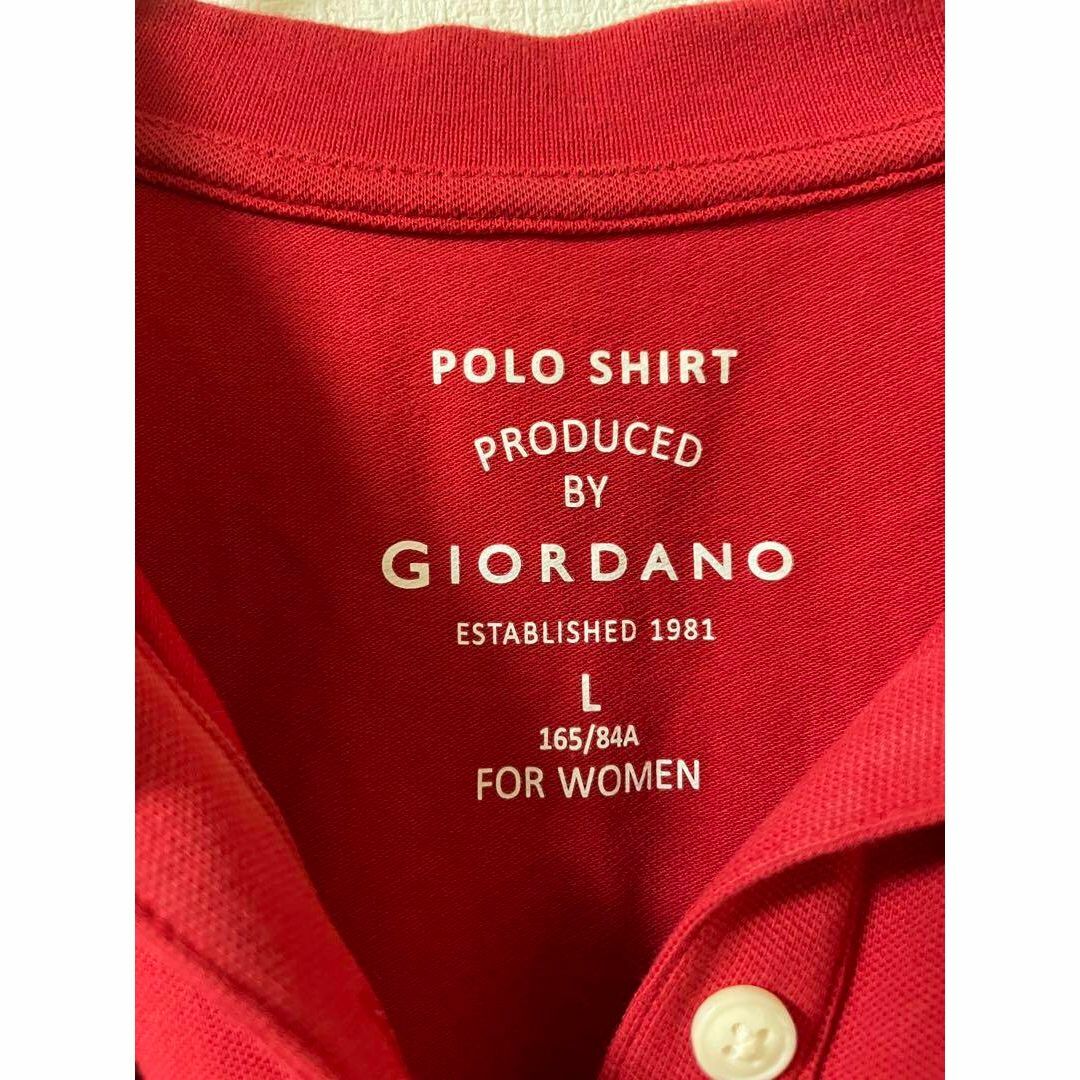 POLO SHIRT
PRODUCED
BY
GIORDANO
ESTABLISHED 1981
L
165/84A
FOR WOMEN